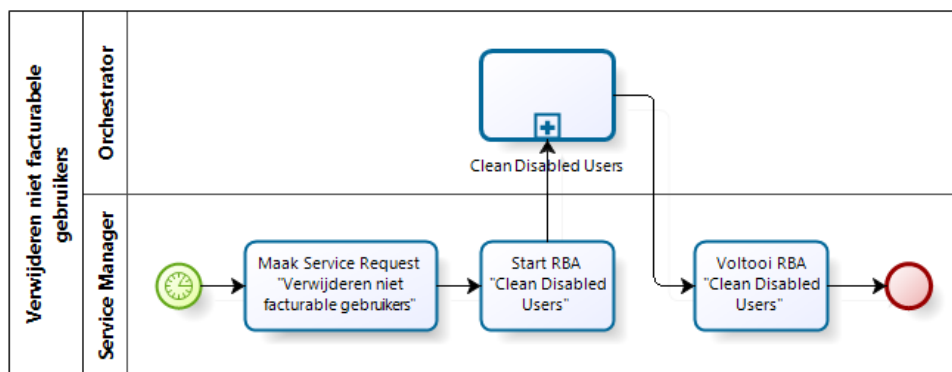 Verwijderen niet facturabele
gebruikers
Orchestrator
Clean Disabled Users
Service Manager
Maak Service Request
"Verwijderen niet
facturable gebruikers"
Start RBA
"Clean Disabled
Users"
Voltooi RBA
"Clean Disabled
Users"